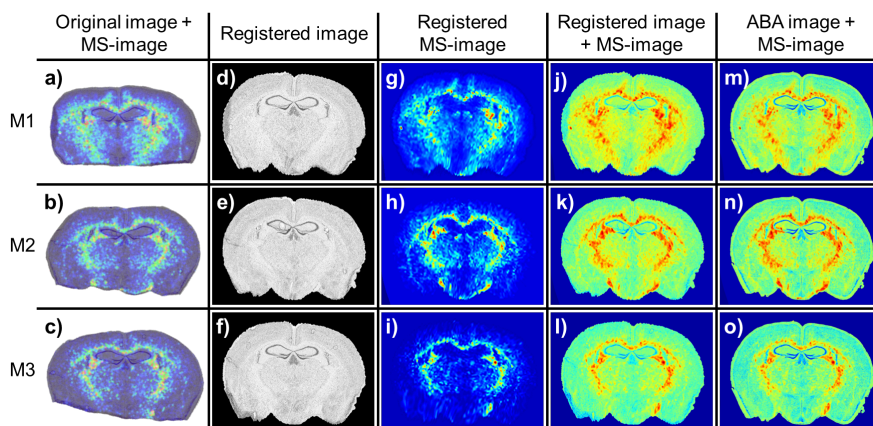 Original image +
MS-image
Registered image
Registered
MS-image
Registered image
+ MS-image
ABA image +
MS-image
M1
a)
d)
g)
j)
m)
M2
b)
e)
h)
k)
n)
M3
c)
f)
i)
l)
o)